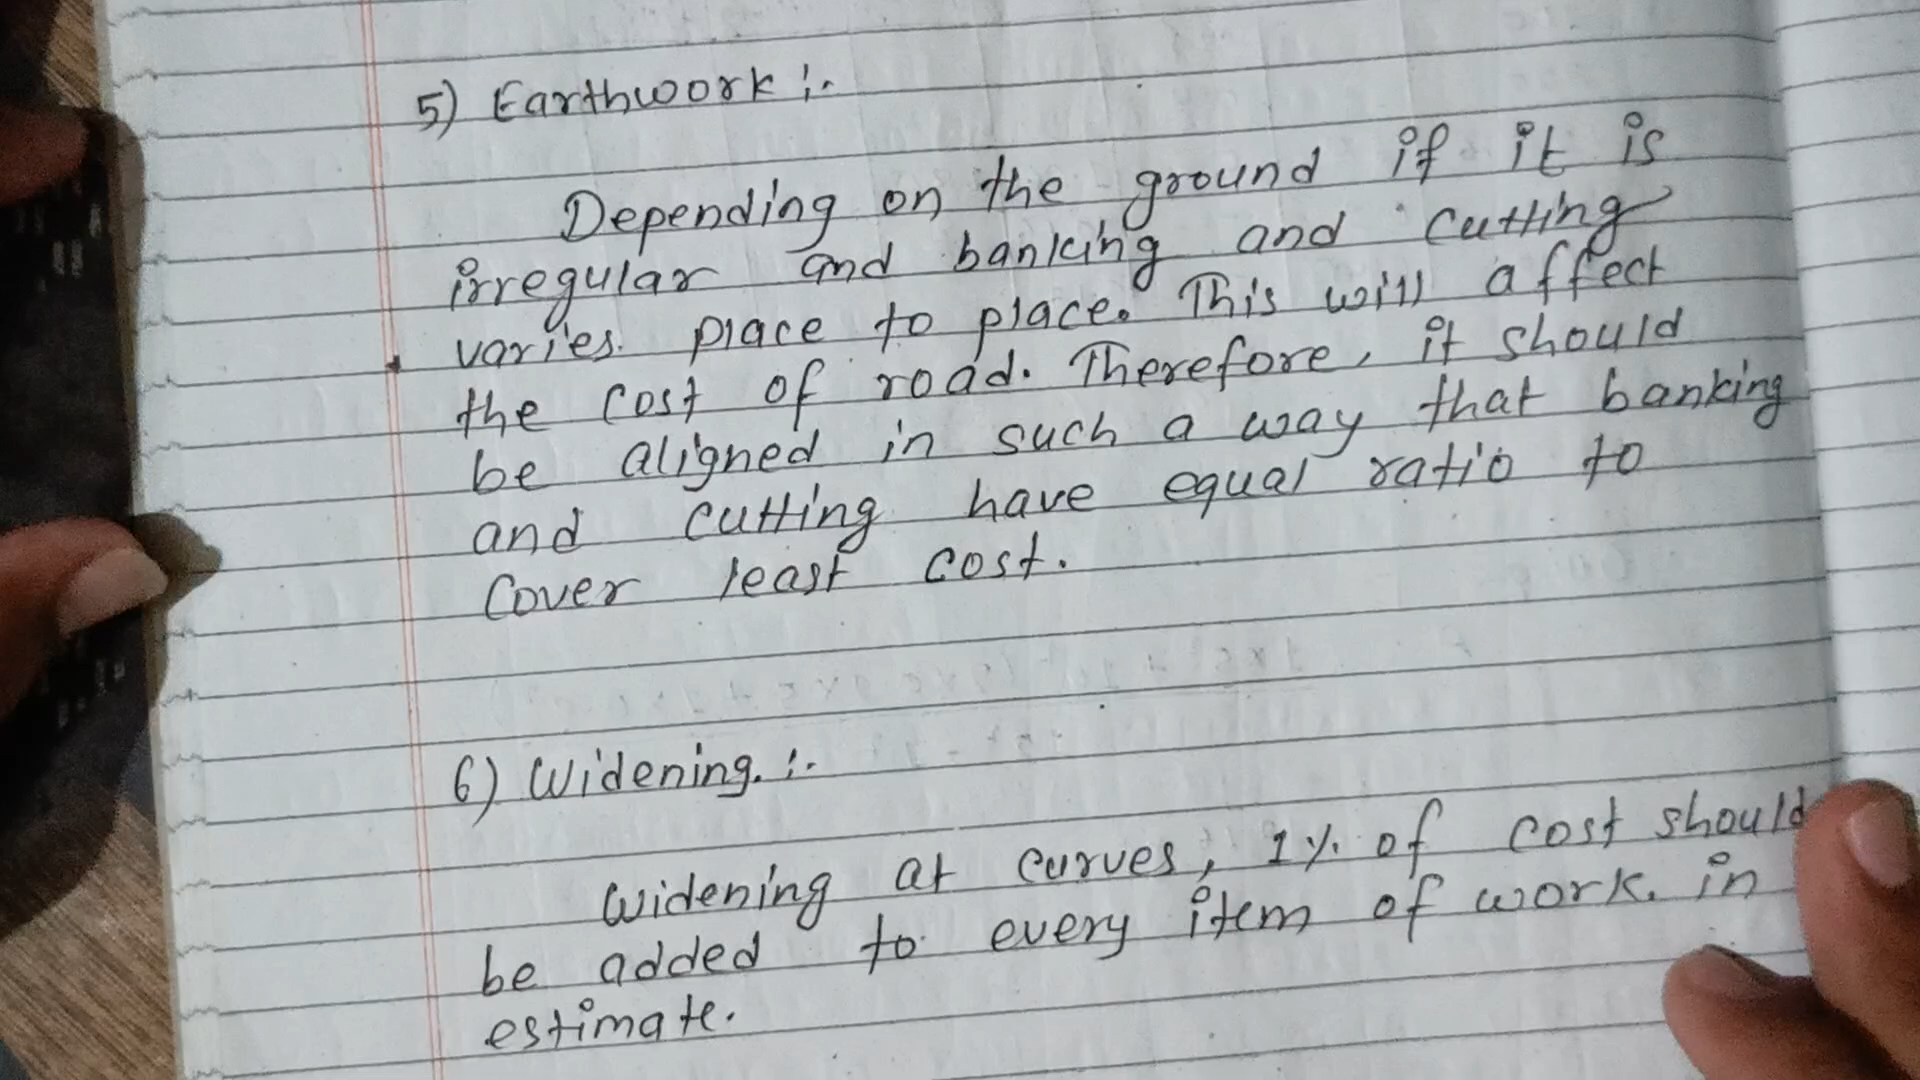 5) Earthwork :-
Depending on the ground if it is
irregular and banking and cutting
varies. place to place. This will affect
the cost of road. Therefore, it should
be aligned in such a way that banking
and cutting have equal ratio to
Cover least cost.
6) Widening. :-
Widening at curves, 1% of cost should
be added to every item of work. in
estimate.